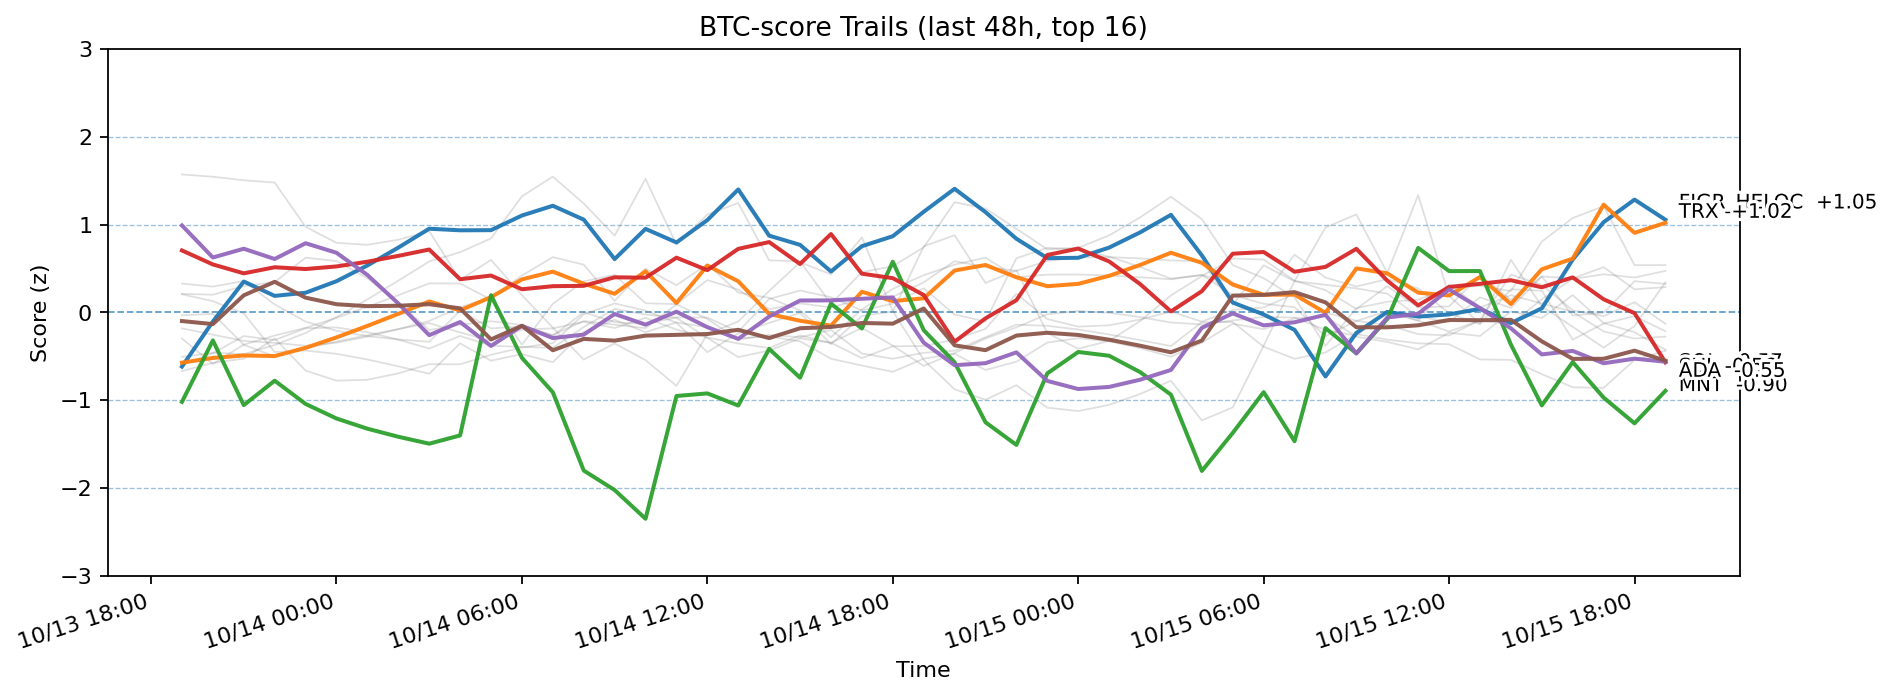 BTC-score Trails (last 48h, top 16)
Score (z)
3
2
1
0
−1
−2
−3
FIGR_HELOC +1.05
TRX +1.02
ADA -0.55
MNT -0.90
10/13 18:00
10/14 00:00
10/14 06:00
10/14 12:00
10/14 18:00
10/15 00:00
10/15 06:00
10/15 12:00
10/15 18:00
Time